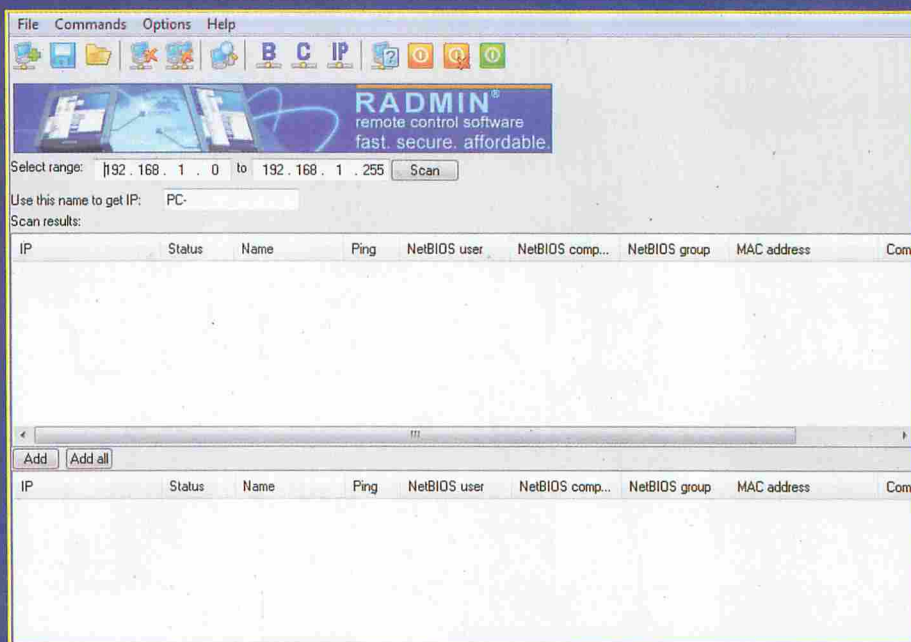 File Commands Options Help
B C IP
RADMIN®
remote control software
fast. secure. affordable.
Select range: 192 . 168 . 1 . 0 to 192 . 168 . 1 . 255 Scan
Use this name to get IP: PC-
Scan results:
IP Status Name Ping NetBIOS user NetBIOS comp... NetBIOS group MAC address Com
Add Add all
IP Status Name Ping NetBIOS user NetBIOS comp... NetBIOS group MAC address Com